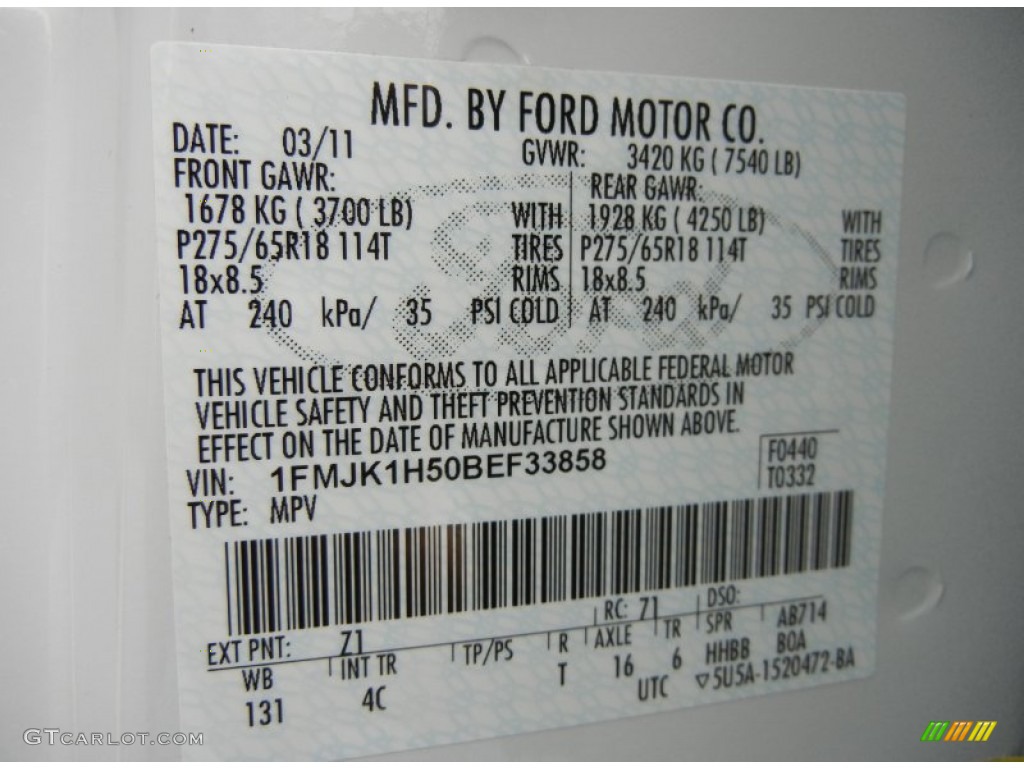 MFD. BY FORD MOTOR CO.
DATE: 03/11 GVWR: 3420 KG ( 7540 LB)
FRONT GAWR: REAR GAWR:
1678 KG ( 3700 LB) WITH 1928 KG ( 4250 LB) WITH
P275/65R18 114T TIRES P275/65R18 114T TIRES
18x8.5 RIMS 18x8.5 RIMS
AT 240 kPa/ 35 PSI COLD AT 240 kPa/ 35 PSI COLD
Ford
THIS VEHICLE CONFORMS TO ALL APPLICABLE FEDERAL MOTOR
VEHICLE SAFETY AND THEFT PREVENTION STANDARDS IN
EFFECT ON THE DATE OF MANUFACTURE SHOWN ABOVE.
VIN: 1FMJK1H50BEF33858 F0440
TYPE: MPV T0332
EXT PNT: Z1 RC: 71 DSO:
WB INT TR TP/PS R AXLE TR SPR AB714
131 4C T 16 6 HHBB BOA
UTC ▽5U5A-1520472-BA
GTCARLOT.COM